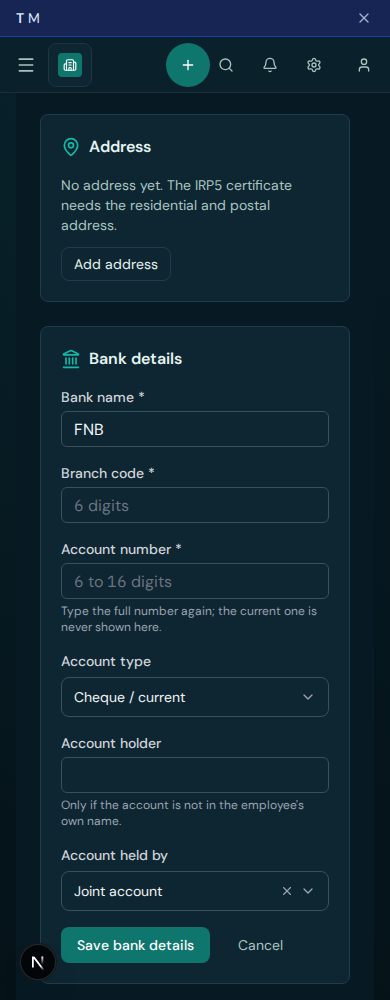 T M
Address
No address yet. The IRP5 certificate
needs the residential and postal
address.
Add address
Bank details
Bank name *
FNB
Branch code *
6 digits
Account number *
6 to 16 digits
Type the full number again; the current one is
never shown here.
Account type
Cheque / current
Account holder
Only if the account is not in the employee's
own name.
Account held by
Joint account
Save bank details
Cancel
N